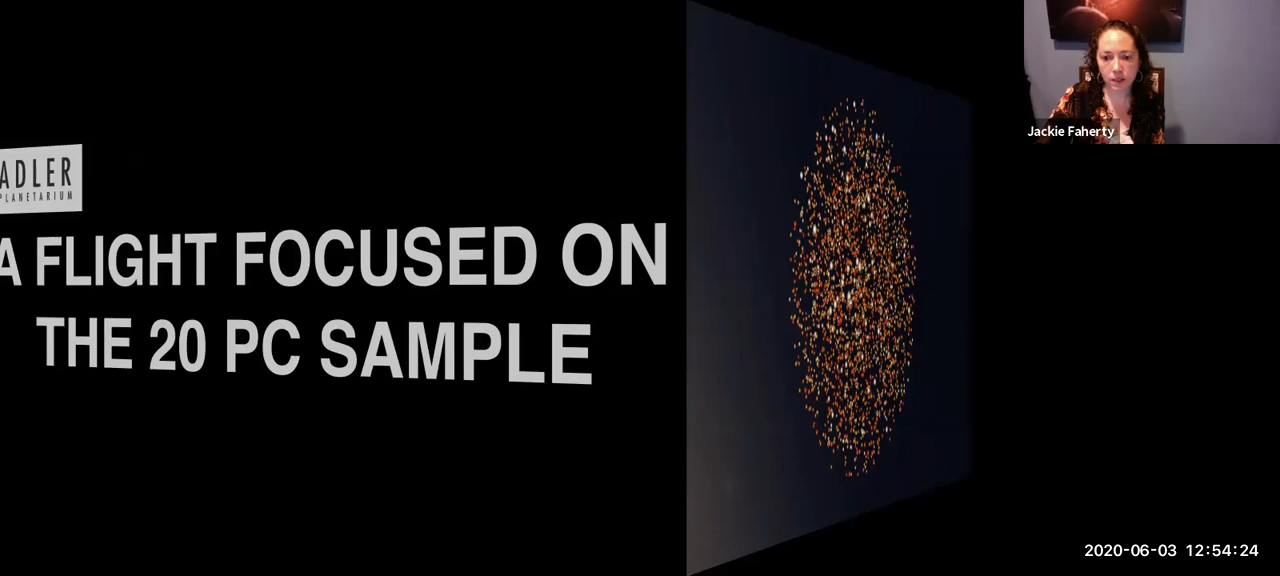 ADLER
PLANETARIUM
A FLIGHT FOCUSED ON
THE 20 PC SAMPLE
Jackie Faherty
2020-06-03 12:54:24